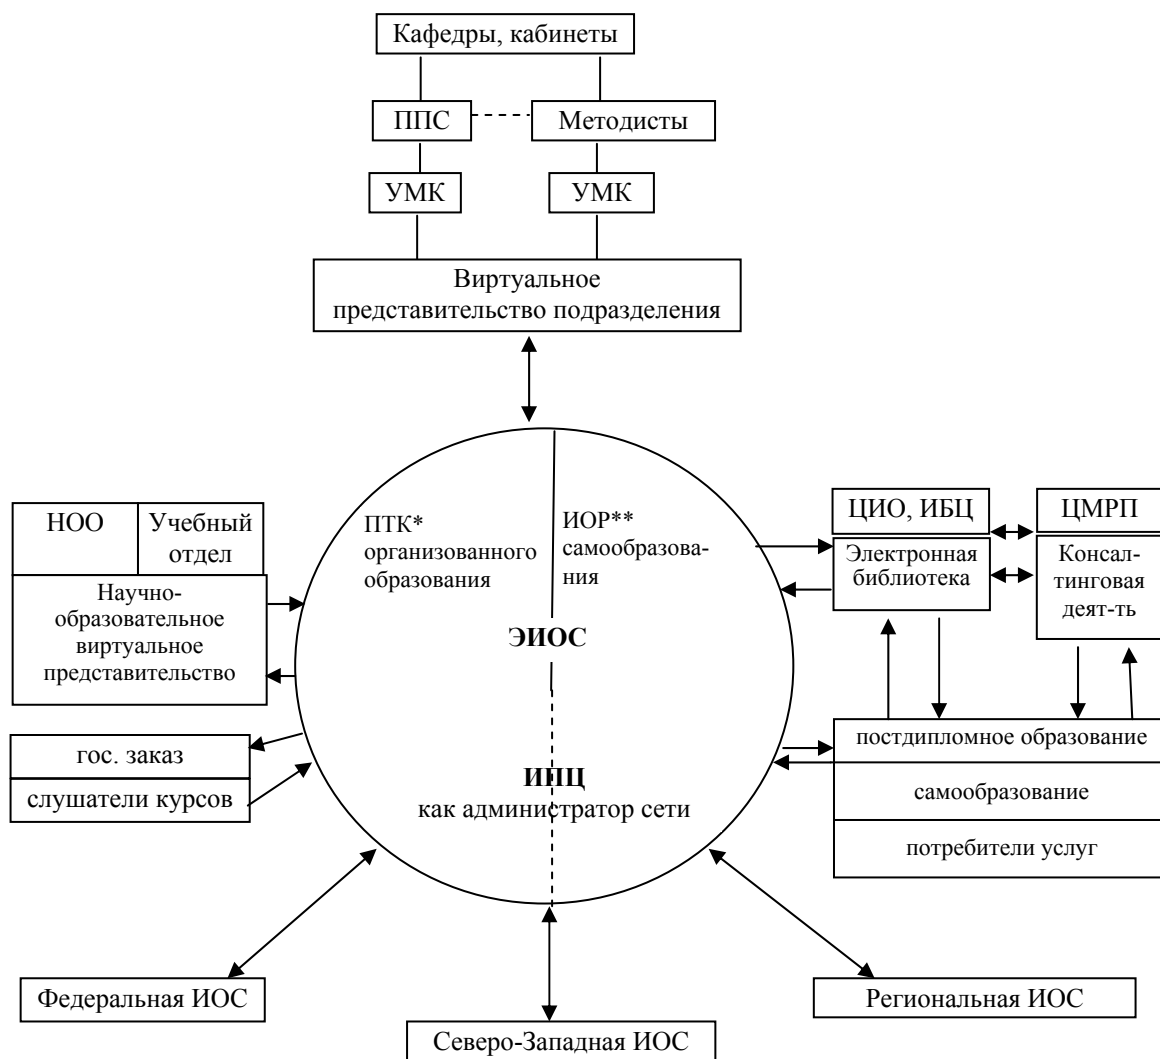 Кафедры, кабинеты
ППС
Методисты
УМК
УМК
Виртуальное
представительство подразделения
НОО
Учебный
отдел
Научно-
образовательное
виртуальное
представительство
гос. заказ
слушатели курсов
ПТК*
организованного
образования
ИОР**
самообразова-
ния
ЭИОС
ИПЦ
как администратор сети
ЦИО, ИБЦ
Электронная
библиотека
ЦМРП
Консал-
тинговая
деят-ть
постдипломное образование
самообразование
потребители услуг
Федеральная ИОС
Северо-Западная ИОС
Региональная ИОС